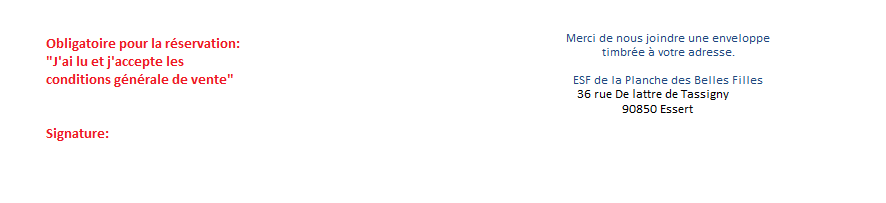 Obligatoire pour la réservation:
"J'ai lu et j'accepte les
conditions générale de vente"
Signature:
Merci de nous joindre une enveloppe
timbrée à votre adresse.
ESF de la Planche des Belles Filles
36 rue De lattre de Tassigny
90850 Essert